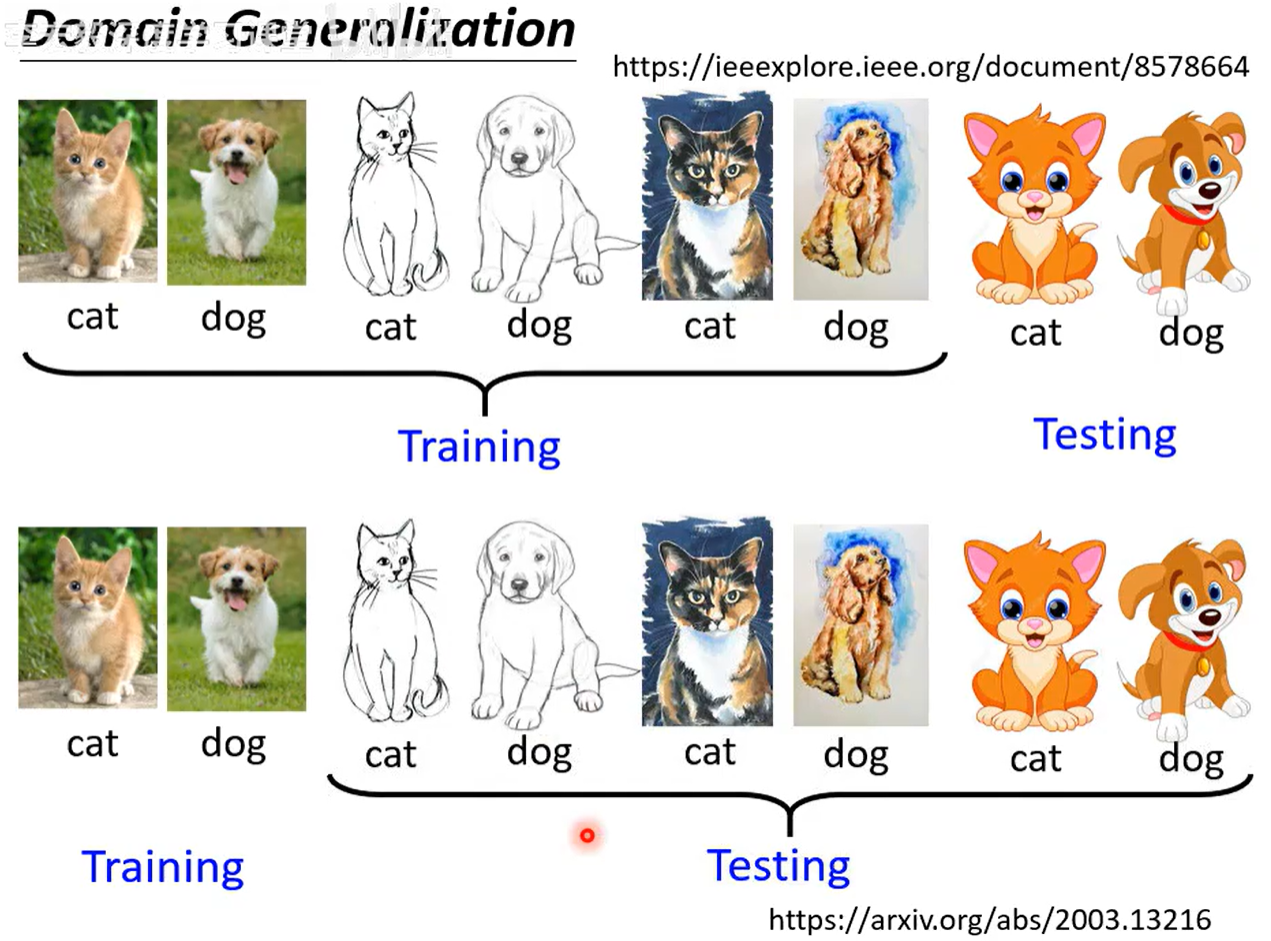 Domain Generalization
https://ieeexplore.ieee.org/document/8578664
cat dog cat dog cat dog cat dog
Training Testing
cat dog cat dog cat dog cat dog
Training Testing
https://arxiv.org/abs/2003.13216